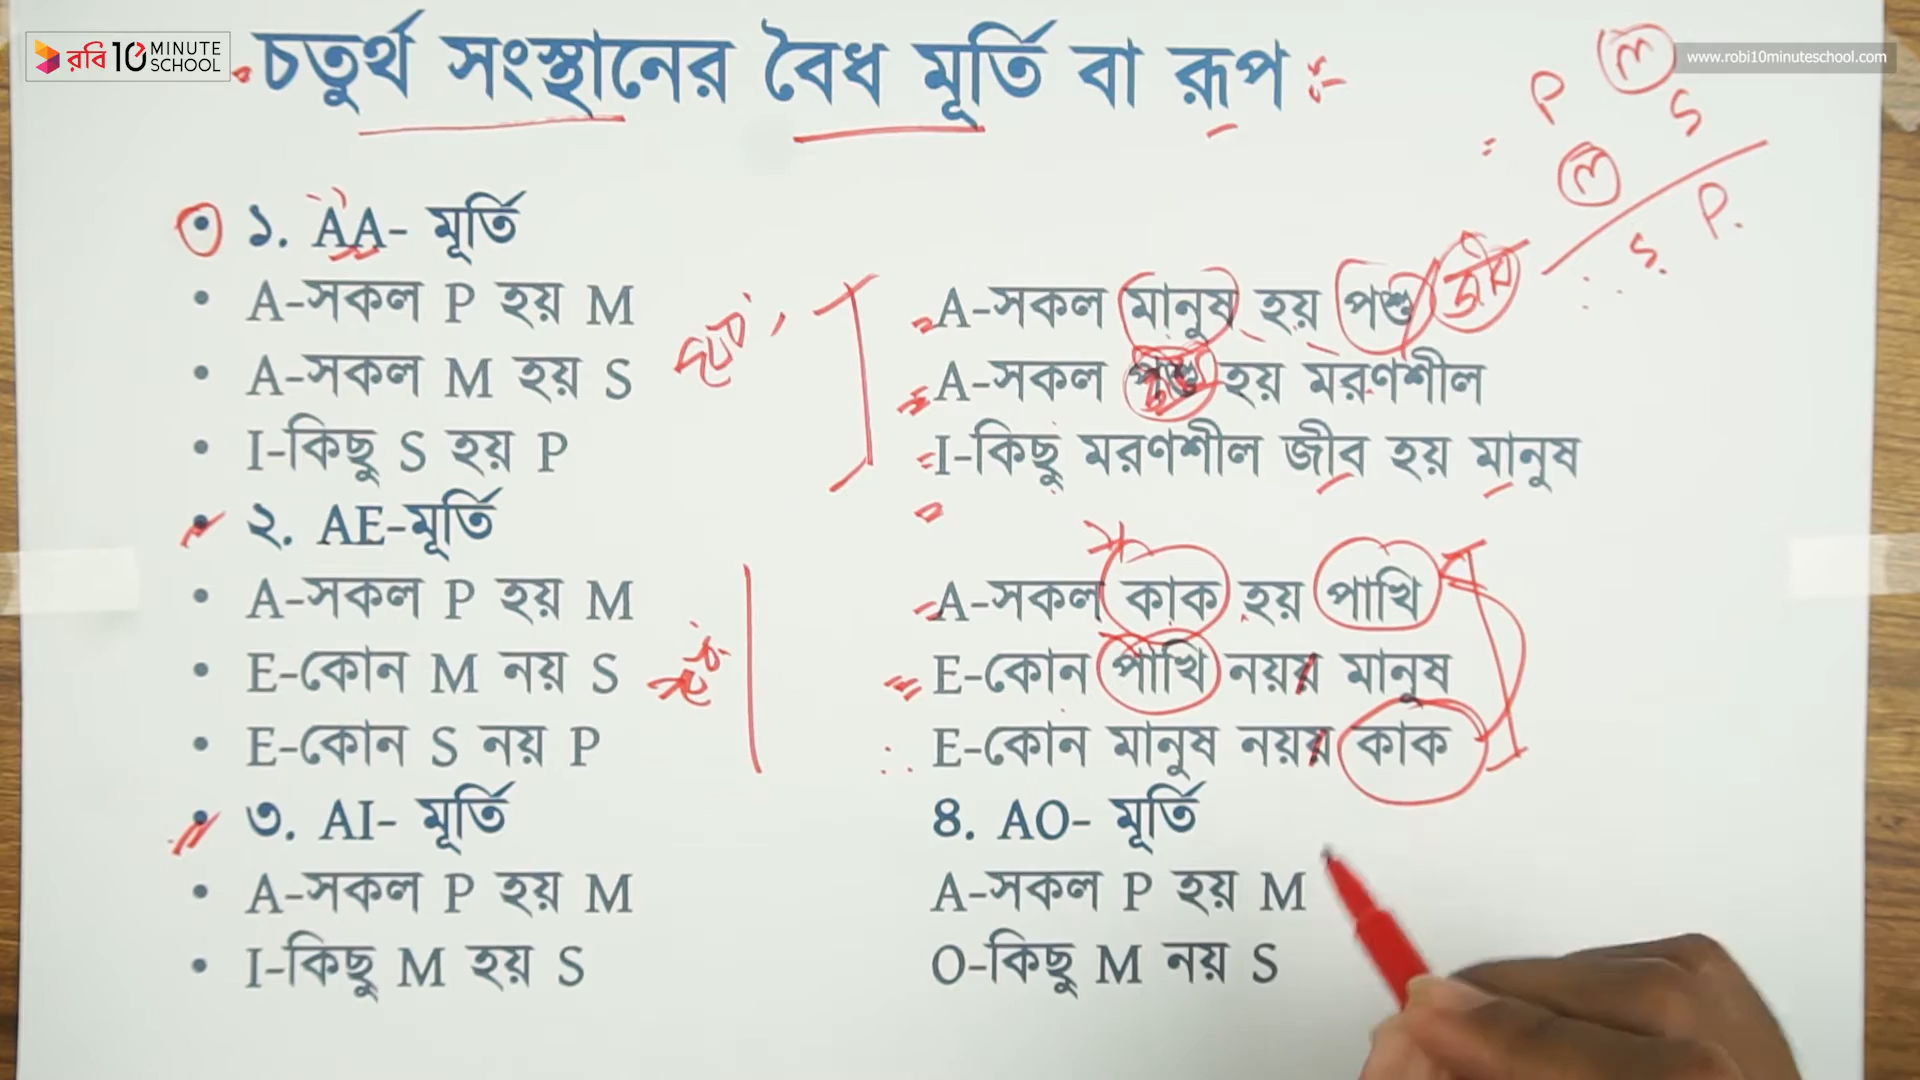 রবি 10 MINUTE SCHOOL
www.robi10minuteschool.com
চতুর্থ সংস্থানের বৈধ মূর্তি বা রূপ :-
P M
M S
S P.
১. AA- মূর্তি
A-সকল P হয় M
A-সকল M হয় S
I-কিছু S হয় P
A-সকল মানুষ হয় পশু জীব
A-সকল হয় মরণশীল
I-কিছু মরণশীল জীব হয় মানুষ
২. AE-মূর্তি
A-সকল P হয় M
E-কোন M নয় S
E-কোন S নয় P
A-সকল কাক হয় পাখি
E-কোন পাখি নয়য় মানুষ
E-কোন মানুষ নয়য় কাক
৩. AI- মূর্তি
A-সকল P হয় M
I-কিছু M হয় S
৪. AO- মূর্তি
A-সকল P হয় M
O-কিছু M নয় S